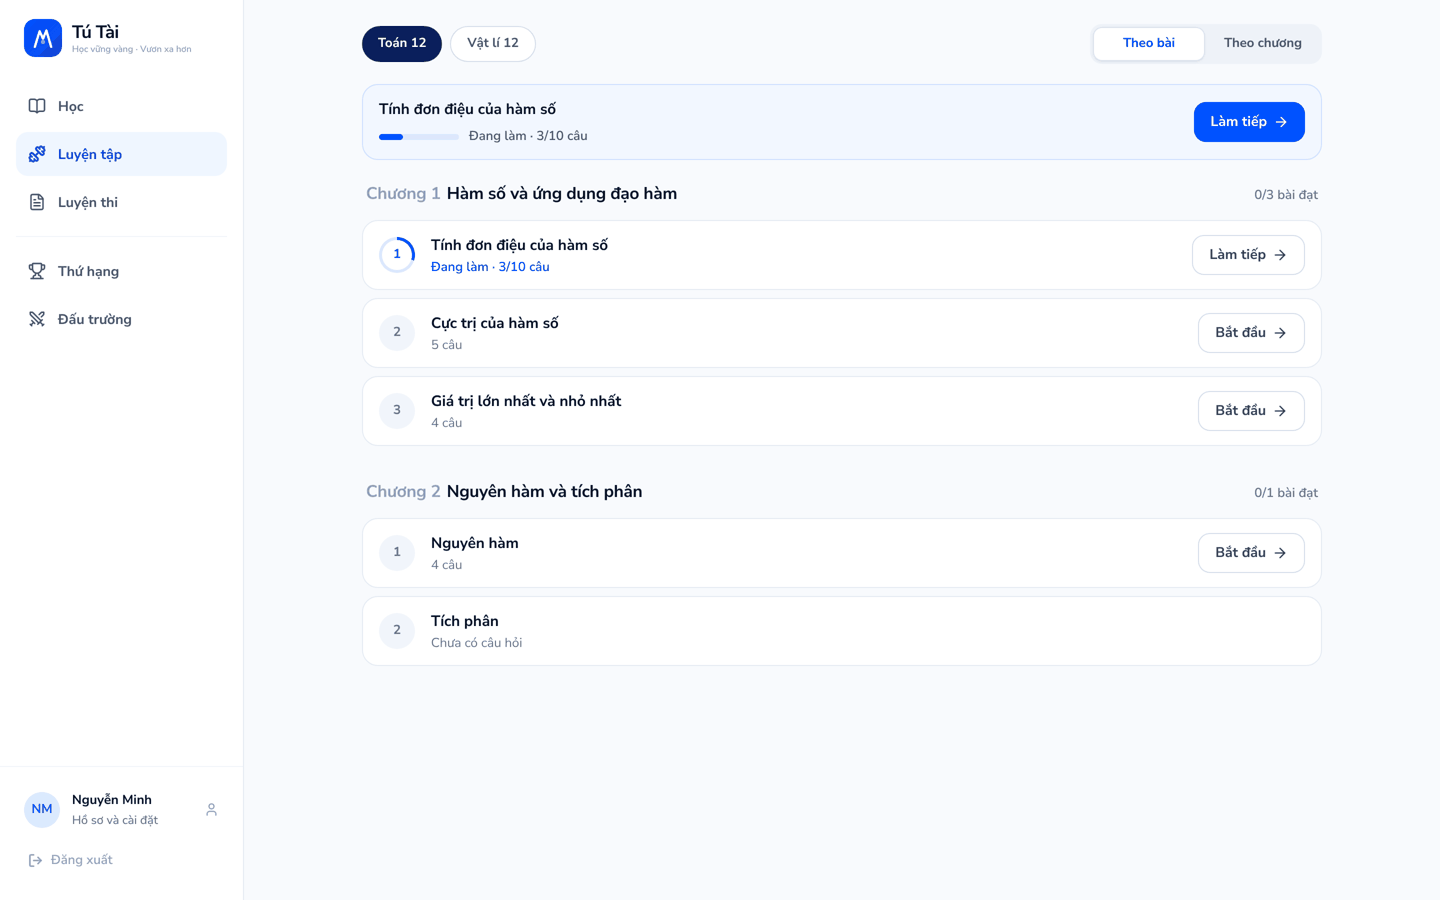 Tú Tài
Học vững vàng · Vươn xa hơn
Học
Luyện tập
Luyện thi
Thứ hạng
Đấu trường
Nguyễn Minh
NM
Hồ sơ và cài đặt
Đăng xuất
Toán 12
Vật lí 12
Theo bài
Theo chương
Tính đơn điệu của hàm số
Đang làm · 3/10 câu
Làm tiếp
Chương 1 Hàm số và ứng dụng đạo hàm
0/3 bài đạt
1
Tính đơn điệu của hàm số
Đang làm · 3/10 câu
Làm tiếp
2
Cực trị của hàm số
5 câu
Bắt đầu
3
Giá trị lớn nhất và nhỏ nhất
4 câu
Bắt đầu
Chương 2 Nguyên hàm và tích phân
0/1 bài đạt
1
Nguyên hàm
4 câu
Bắt đầu
2
Tích phân
Chưa có câu hỏi